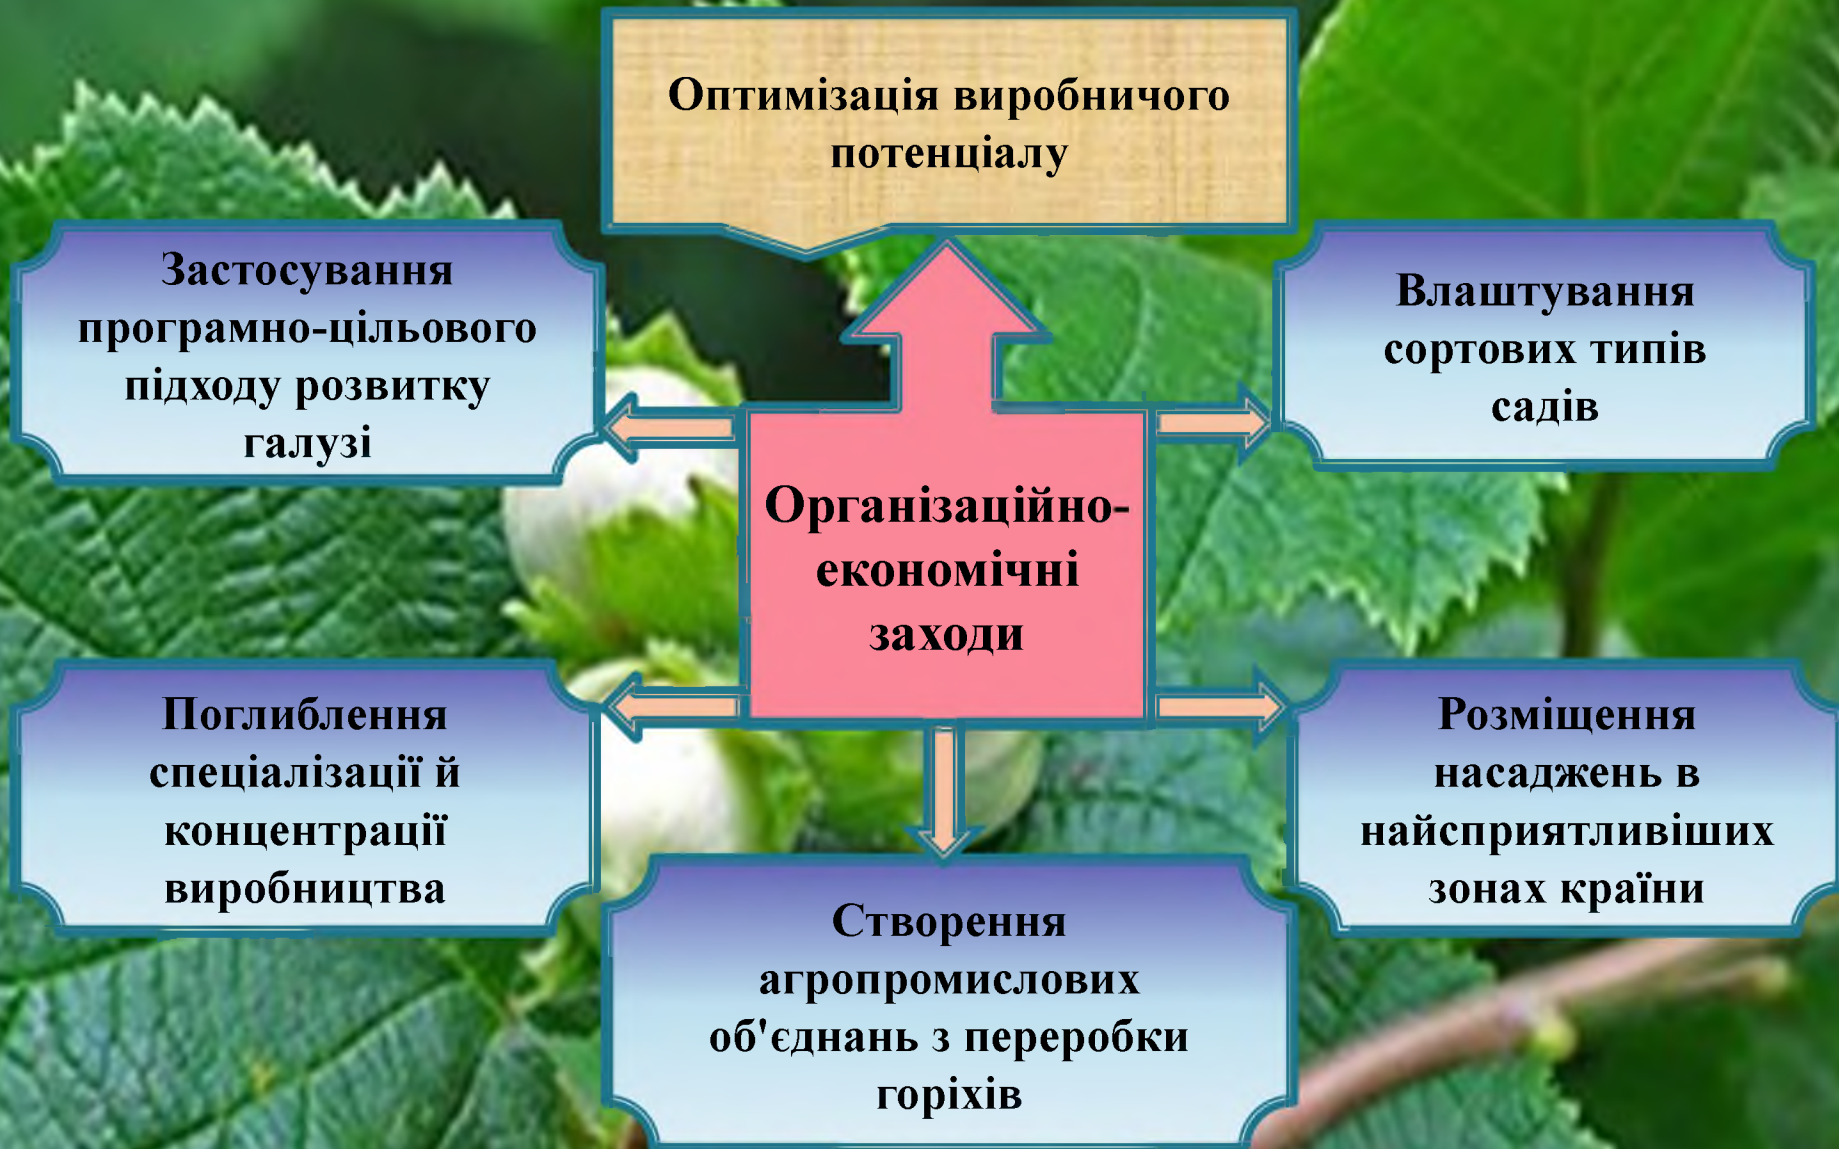 Оптимізація виробничого
потенціалу
Застосування
програмно-цільового
підходу розвитку
галузі
Влаштування
сортових типів
садів
Організаційно-
економічні
заходи
Поглиблення
спеціалізації й
концентрації
виробництва
Розміщення
насаджень в
найсприятливіших
зонах країни
Створення
агропромислових
об'єднань з переробки
горіхів